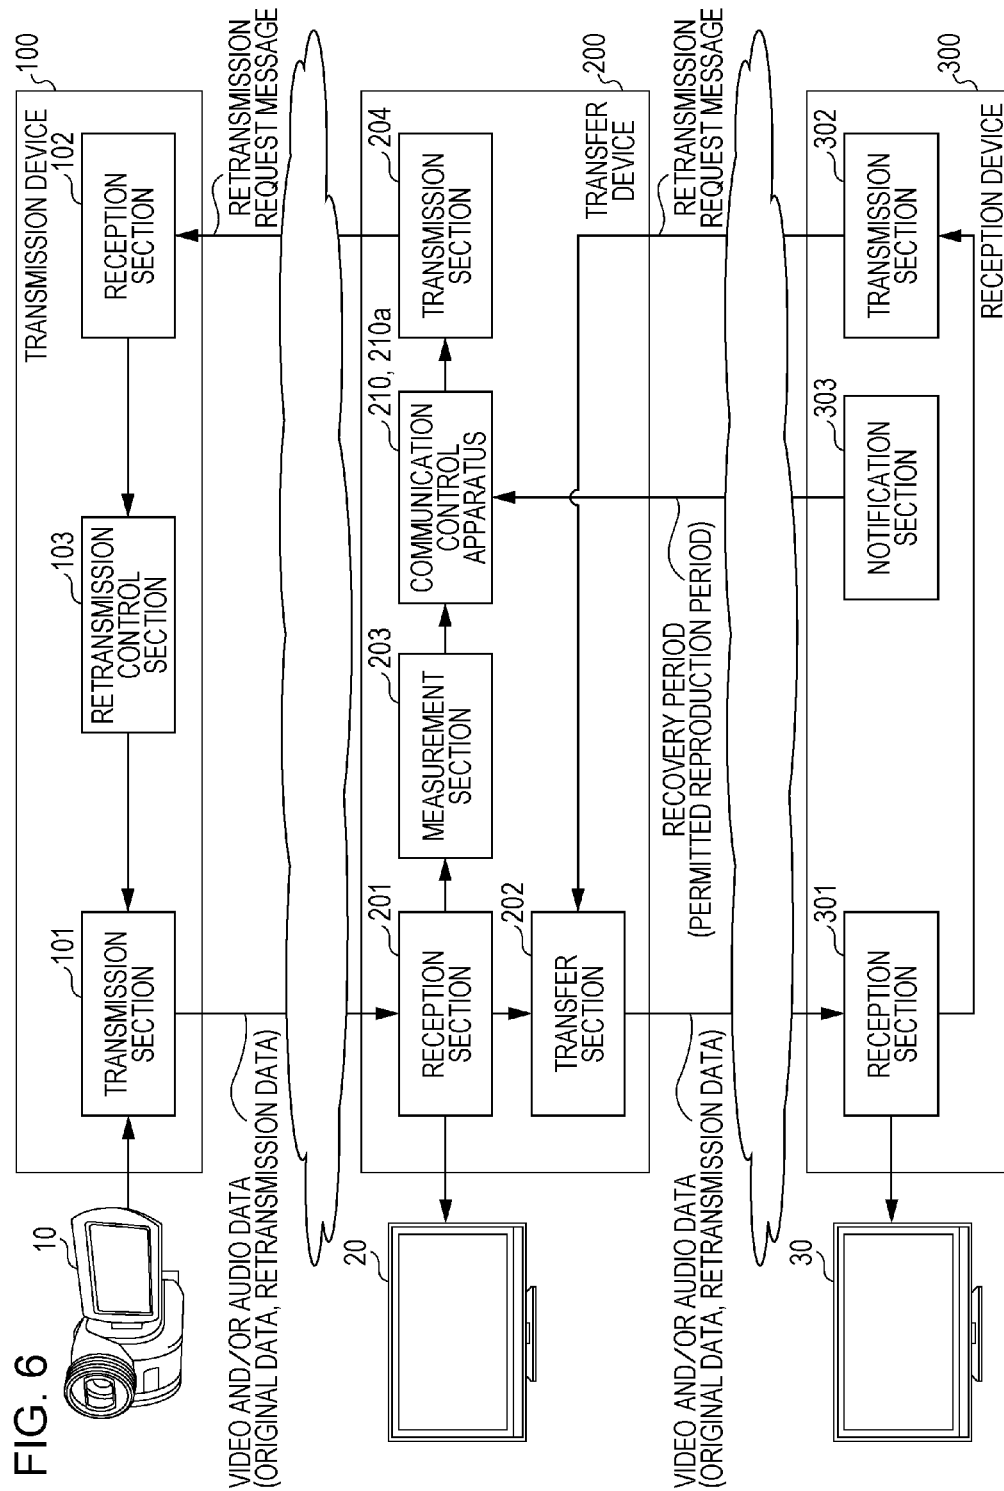 FIG. 6
10
TRANSMISSION DEVICE
100
101
TRANSMISSION
SECTION
103
RETRANSMISSION
CONTROL
SECTION
102
RECEPTION
SECTION
VIDEO AND/OR AUDIO DATA
(ORIGINAL DATA, RETRANSMISSION DATA)
RETRANSMISSION
REQUEST MESSAGE
20
200
TRANSFER
DEVICE
201
RECEPTION
SECTION
203
MEASUREMENT
SECTION
210, 210a
COMMUNICATION
CONTROL
APPARATUS
204
TRANSMISSION
SECTION
202
TRANSFER
SECTION
VIDEO AND/OR AUDIO DATA
(ORIGINAL DATA, RETRANSMISSION DATA)
RECOVERY PERIOD
(PERMITTED REPRODUCTION PERIOD)
RETRANSMISSION
REQUEST MESSAGE
30
300
301
RECEPTION
SECTION
303
NOTIFICATION
SECTION
302
TRANSMISSION
SECTION
RECEPTION DEVICE